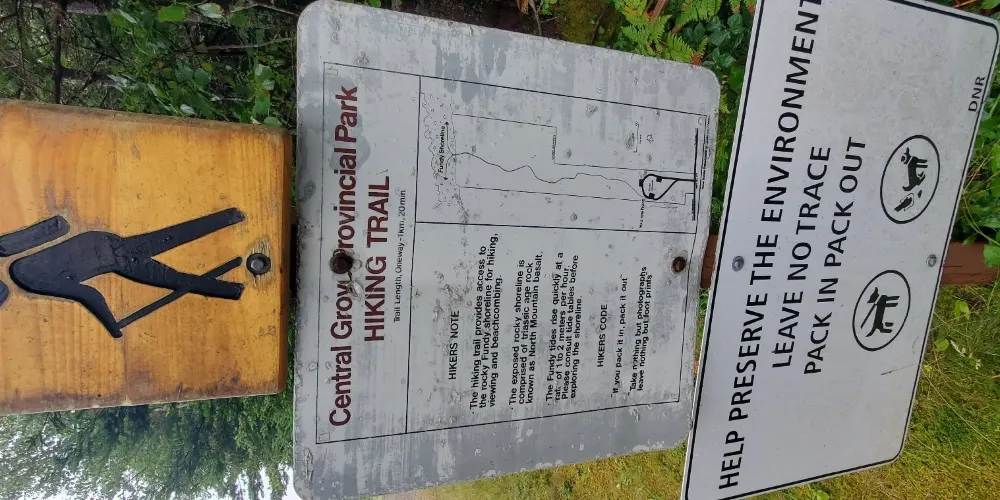 Central Grove Provincial Park
HIKING TRAIL
Trail Length, Oneway-1km, 20min.
Fundy Shoreline
HIKERS NOTE
The hiking trail provides access to
the rocky Fundy shoreline for hiking,
viewing and beachcombing.
The exposed rocky shoreline is
comprised of triassic age rock
known as North Mountain basalt.
The Fundy tides rise quickly at a
rate of 1 to 2 meters per hour.
Please consult tide tables before
exploring the shoreline.
HIKERS CODE
"If you pack it in, pack it out"
"Take nothing but photographs
leave nothing but foot prints"
HELP PRESERVE THE ENVIRONMENT
LEAVE NO TRACE
PACK IN PACK OUT
DNR